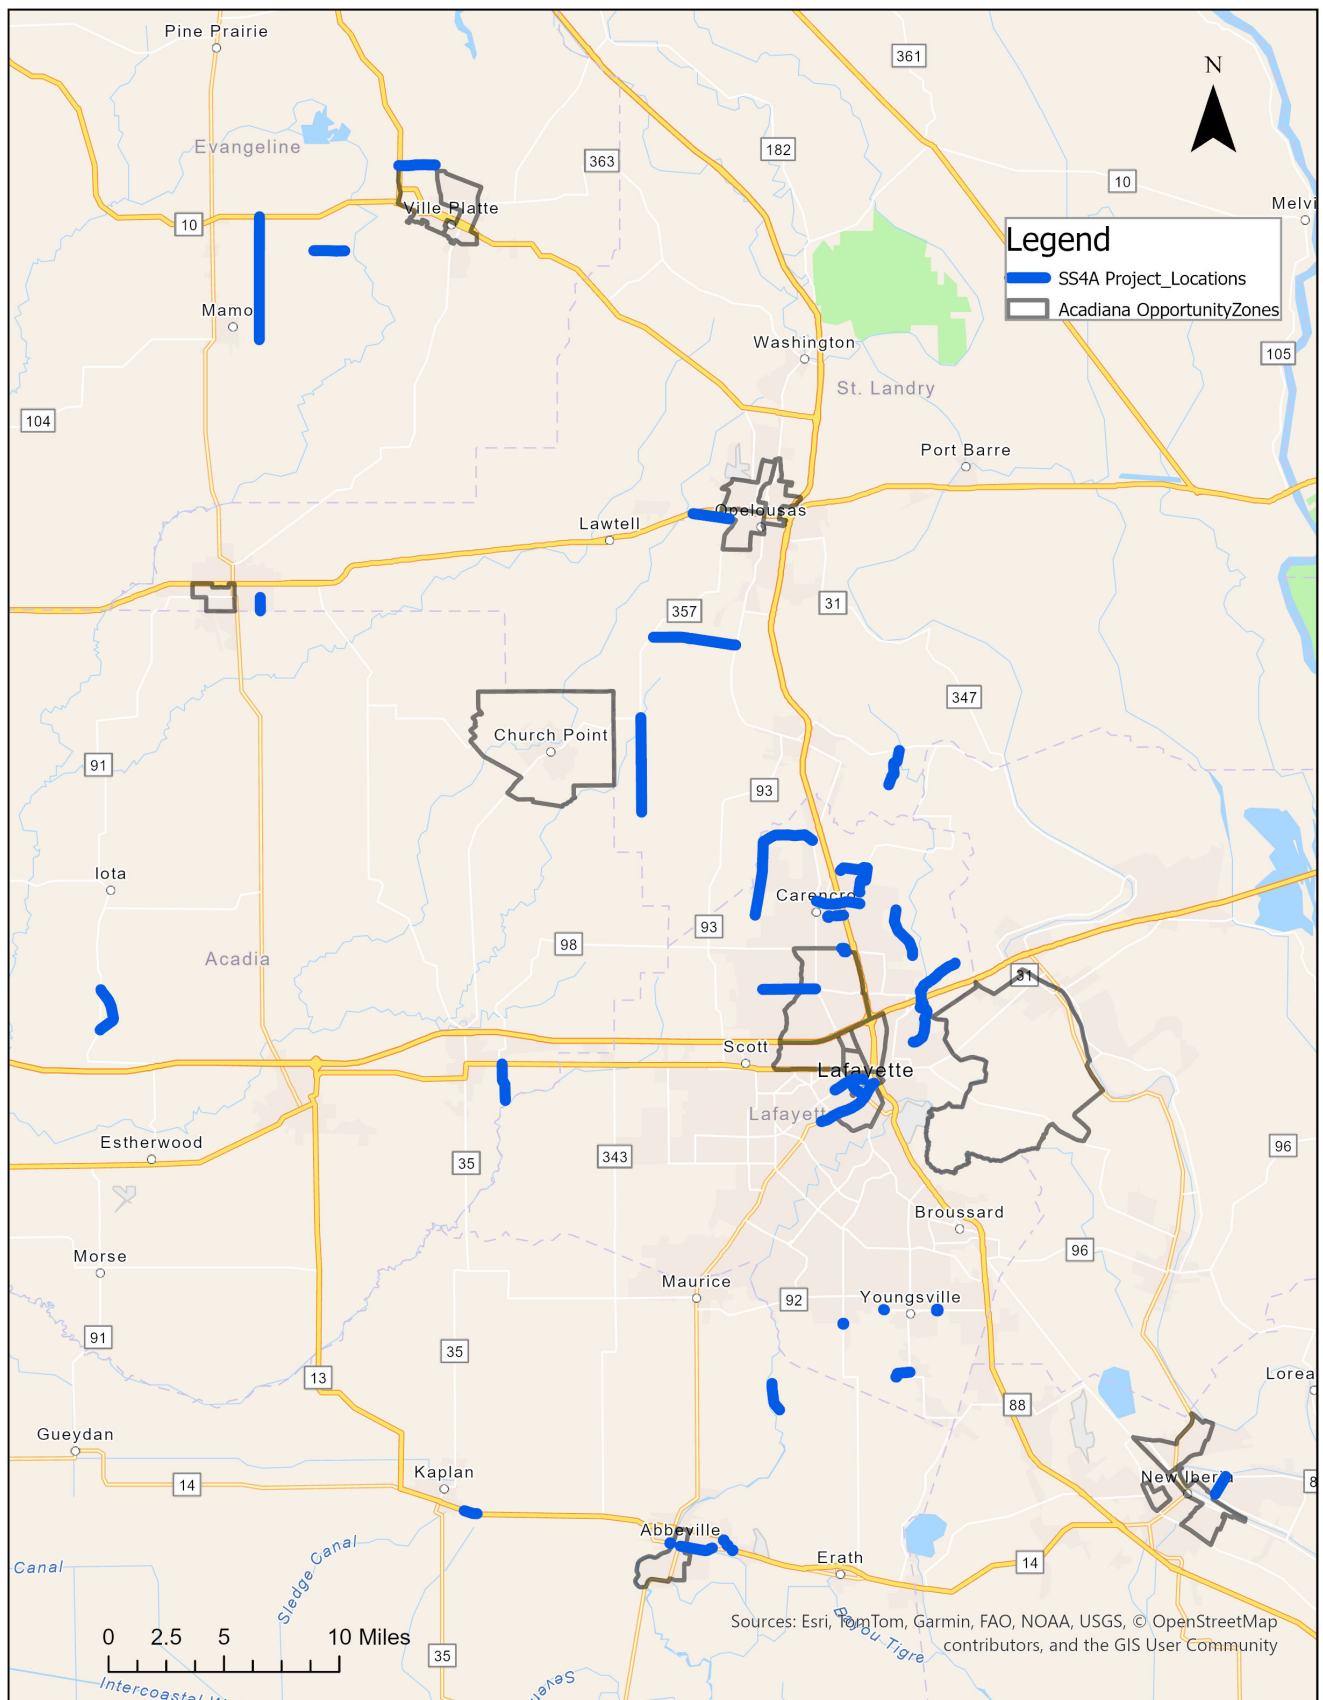 Pine Prairie
361
N
Evangeline
182
363
10
Melvi
Ville Platte
10
Legend
SS4A Project_Locations
Acadiana OpportunityZones
Mamo
Washington
105
St. Landry
104
Port Barre
Opelousas
Lawtell
357
31
347
Church Point
91
93
Iota
Carencro
93
98
Acadia
31
Scott
Lafayette
Lafayett
Estherwood
35
343
96
Broussard
Morse
96
Maurice
92
Youngsville
91
35
13
Lorea
88
Gueydan
Kaplan
14
New Iberia
8
Abbeville
Canal
Sledge Canal
Erath
14
Sources: Esri, TomTom, Garmin, FAO, NOAA, USGS, © OpenStreetMap
contributors, and the GIS User Community
Bayou Tigre
0 2.5 5 10 Miles
35
Intercoastal W
Seve